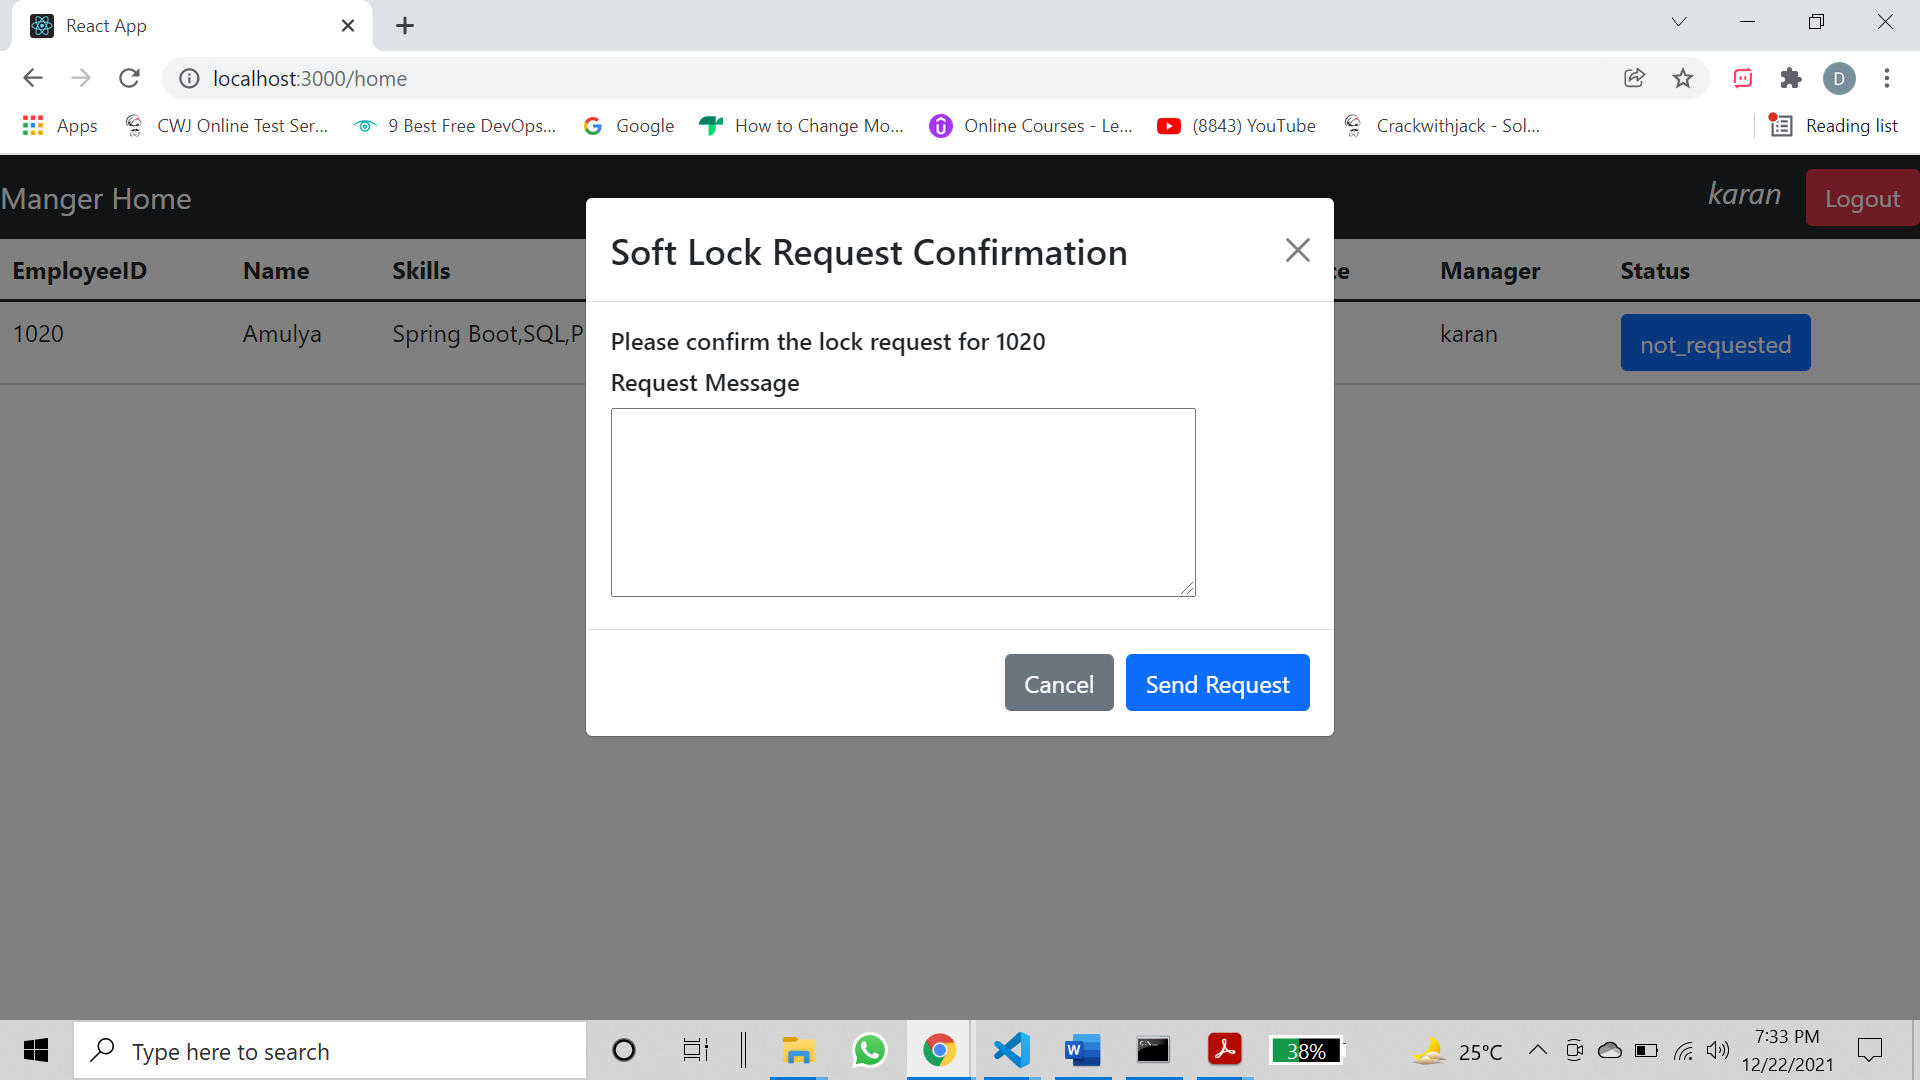 React App
localhost:3000/home
D
Apps CWJ Online Test Ser... 9 Best Free DevOps... Google How to Change Mo... Online Courses - Le... (8843) YouTube Crackwithjack - Sol... Reading list
Manger Home karan Logout
Soft Lock Request Confirmation
EmployeeID Name Skills Manager Status
1020 Amulya Spring Boot,SQL,P karan not_requested
Please confirm the lock request for 1020
Request Message
Cancel Send Request
Type here to search 38% 25°C 7:33 PM
12/22/2021